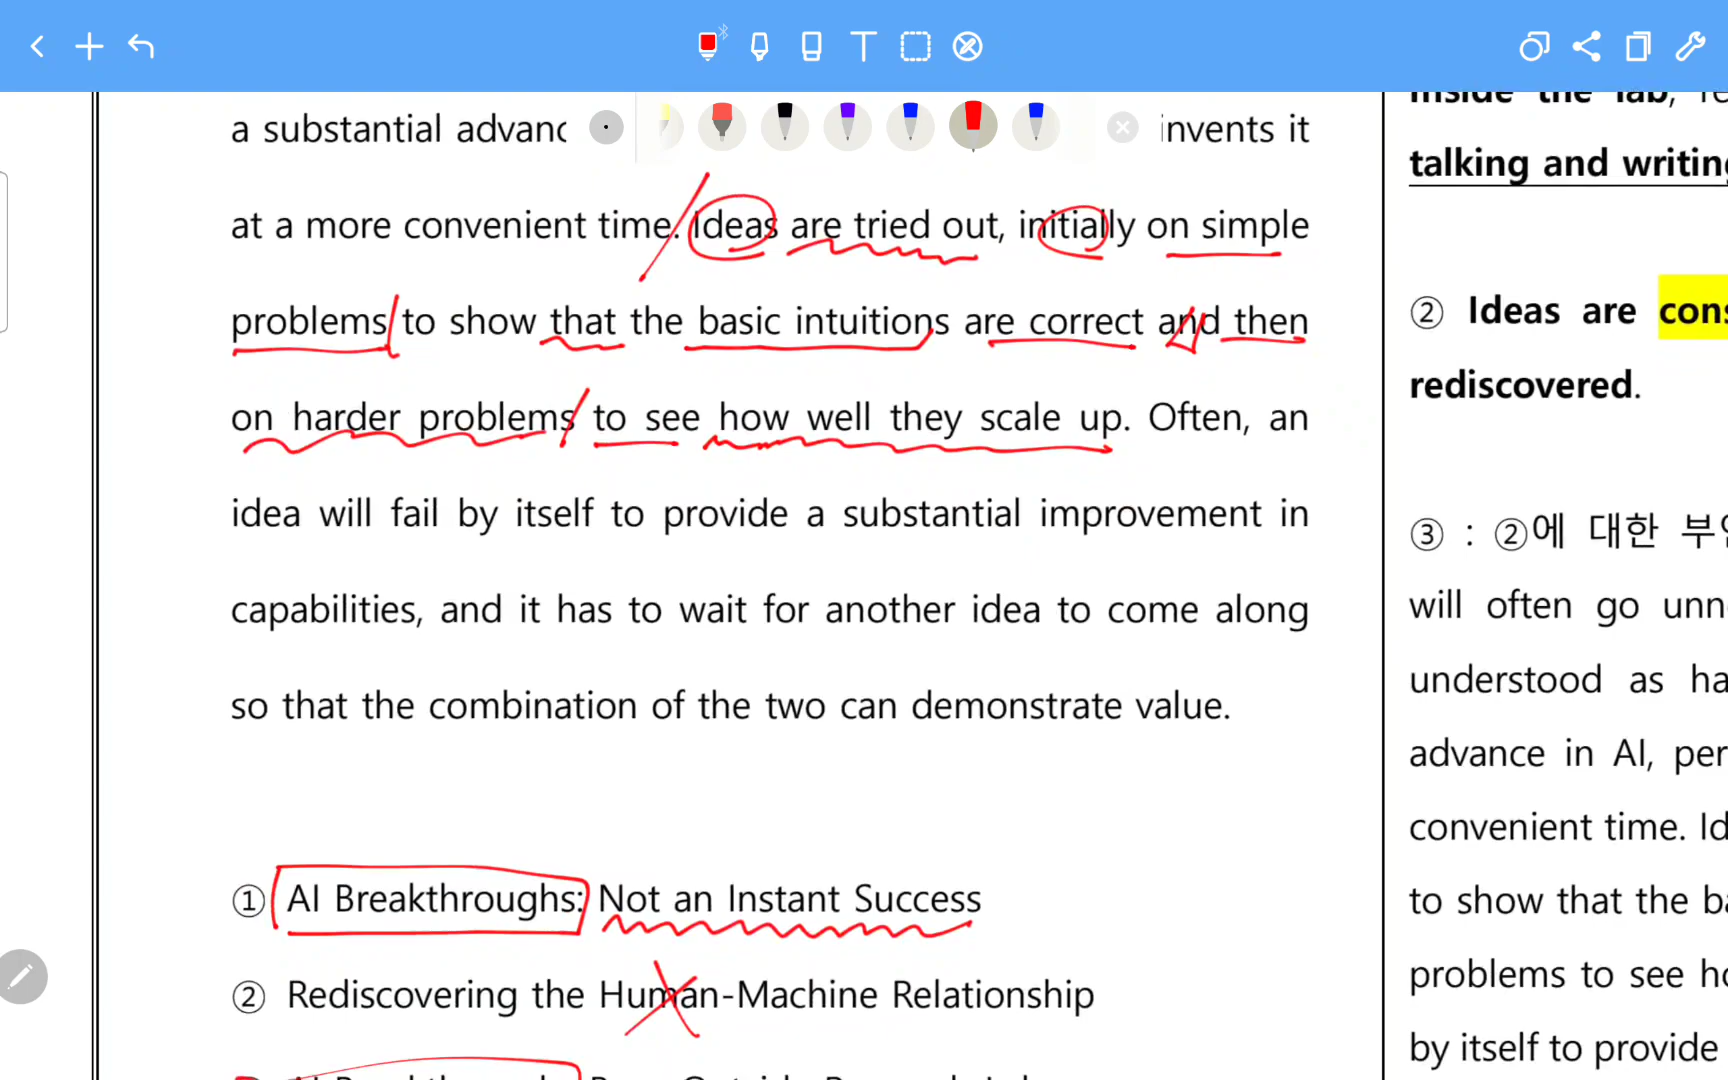 a substantial advanc
invents it
at a more convenient time. Ideas are tried out, initially on simple
problems to show that the basic intuitions are correct and then
on harder problems to see how well they scale up. Often, an
idea will fail by itself to provide a substantial improvement in
capabilities, and it has to wait for another idea to come along
so that the combination of the two can demonstrate value.
① AI Breakthroughs: Not an Instant Success
② Rediscovering the Human-Machine Relationship
inside the lab,
talking and writing
② Ideas are cons
rediscovered.
③ : ②에 대한
will often go unn
understood as ha
advance in AI, per
convenient time. Id
to show that the ba
problems to see ho
by itself to provide